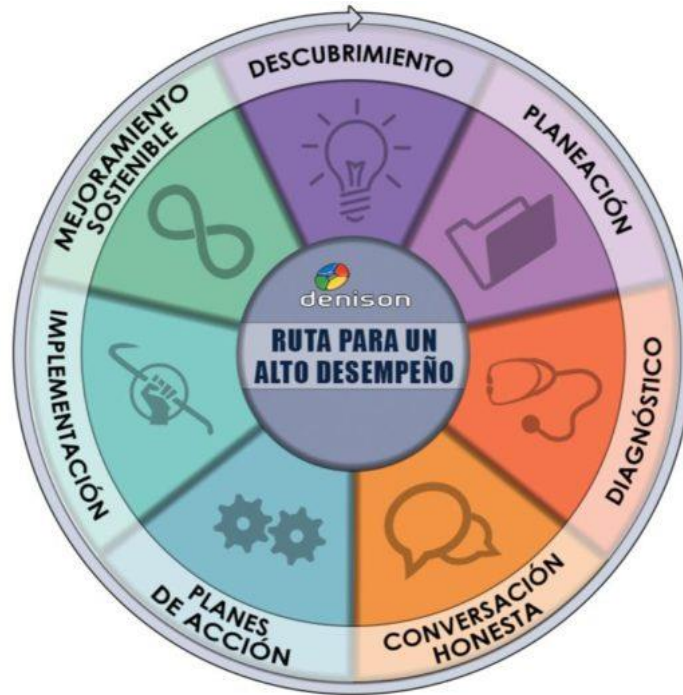 DESCUBRIMIENTO
PLANEACIÓN
DIAGNÓSTICO
CONVERSACIÓN
HONESTA
PLANES
DE ACCIÓN
IMPLEMENTACIÓN
MEJORAMIENTO
SOSTENIBLE
denison
RUTA PARA UN
ALTO DESEMPEÑO